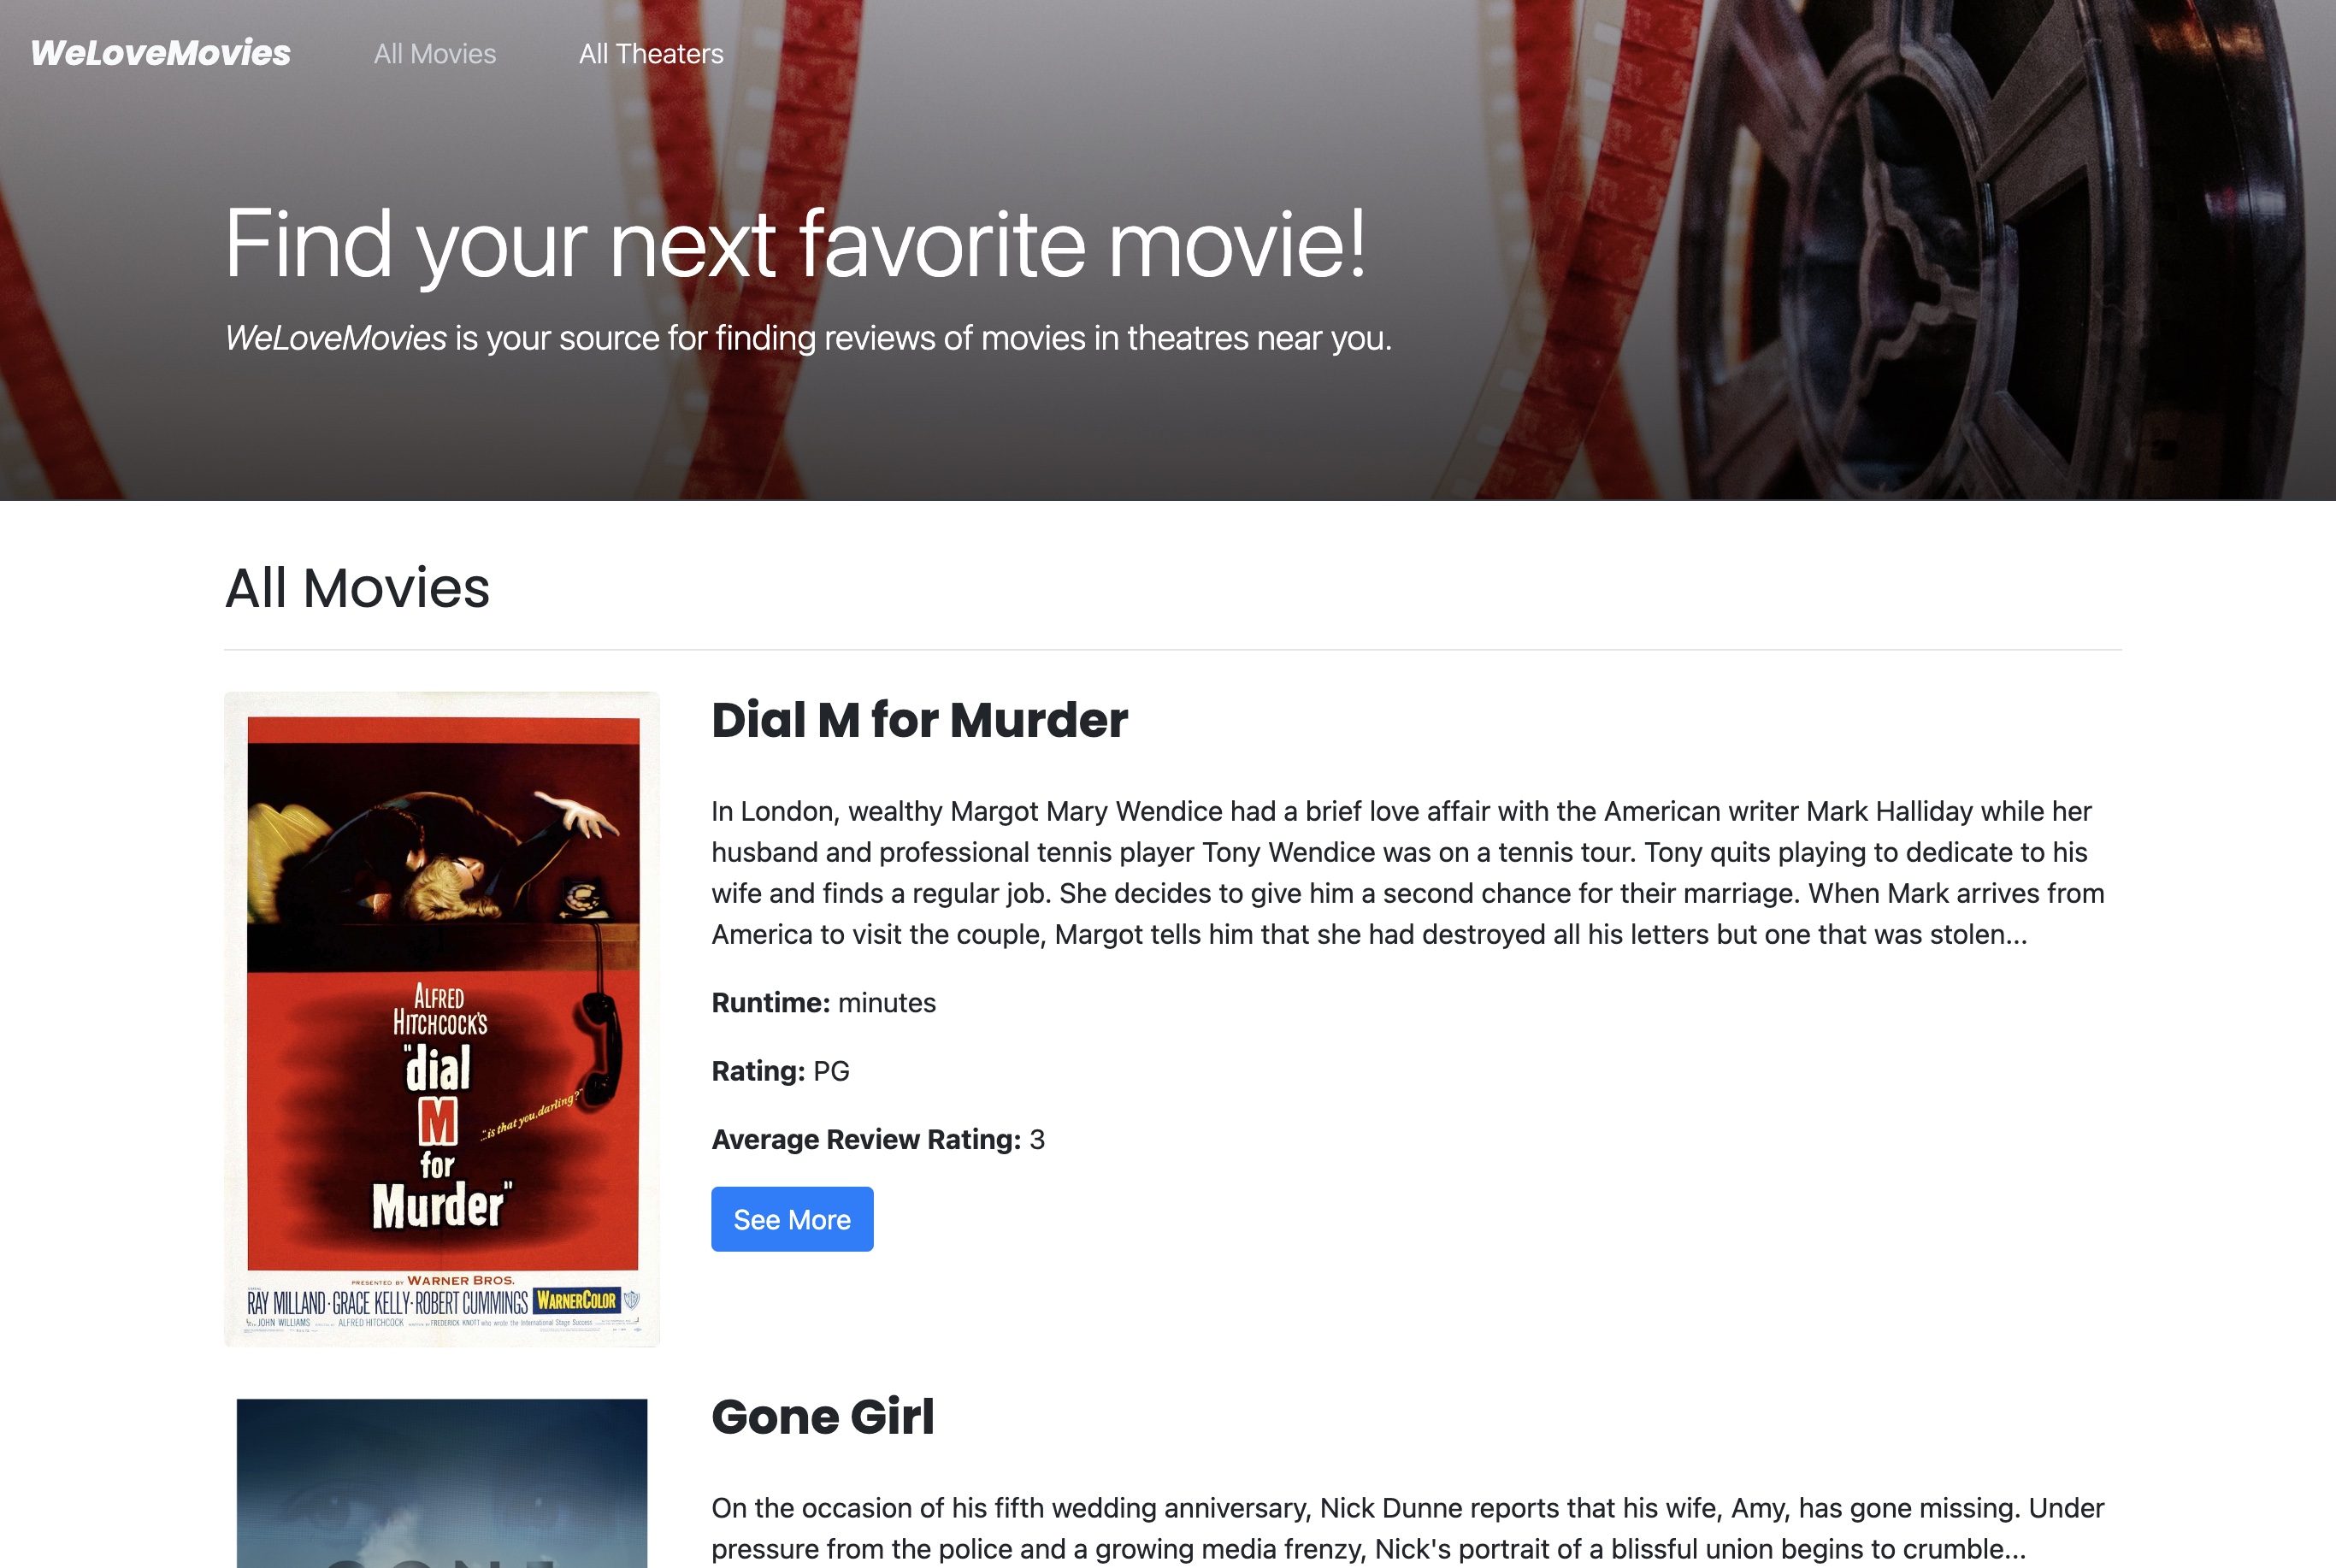 WeLoveMovies All Movies All Theaters
Find your next favorite movie!
WeLoveMovies is your source for finding reviews of movies in theatres near you.
All Movies
Dial M for Murder
In London, wealthy Margot Mary Wendice had a brief love affair with the American writer Mark Halliday while her
husband and professional tennis player Tony Wendice was on a tennis tour. Tony quits playing to dedicate to his
wife and finds a regular job. She decides to give him a second chance for their marriage. When Mark arrives from
America to visit the couple, Margot tells him that she had destroyed all his letters but one that was stolen...
Runtime: minutes
Rating: PG
Average Review Rating: 3
See More
ALFRED
HITCHCOCK'S
"dial
M
for
Murder"
"..is that you, darling?"
PRESENTED BY WARNER BROS.
RAY MILLAND · GRACE KELLY · ROBERT CUMMINGS WARNERCOLOR
JOHN WILLIAMS ALFRED HITCHCOCK FREDERICK KNOTT who wrote the International Stage Success
Gone Girl
On the occasion of his fifth wedding anniversary, Nick Dunne reports that his wife, Amy, has gone missing. Under
pressure from the police and a growing media frenzy, Nick's portrait of a blissful union begins to crumble...
GONE